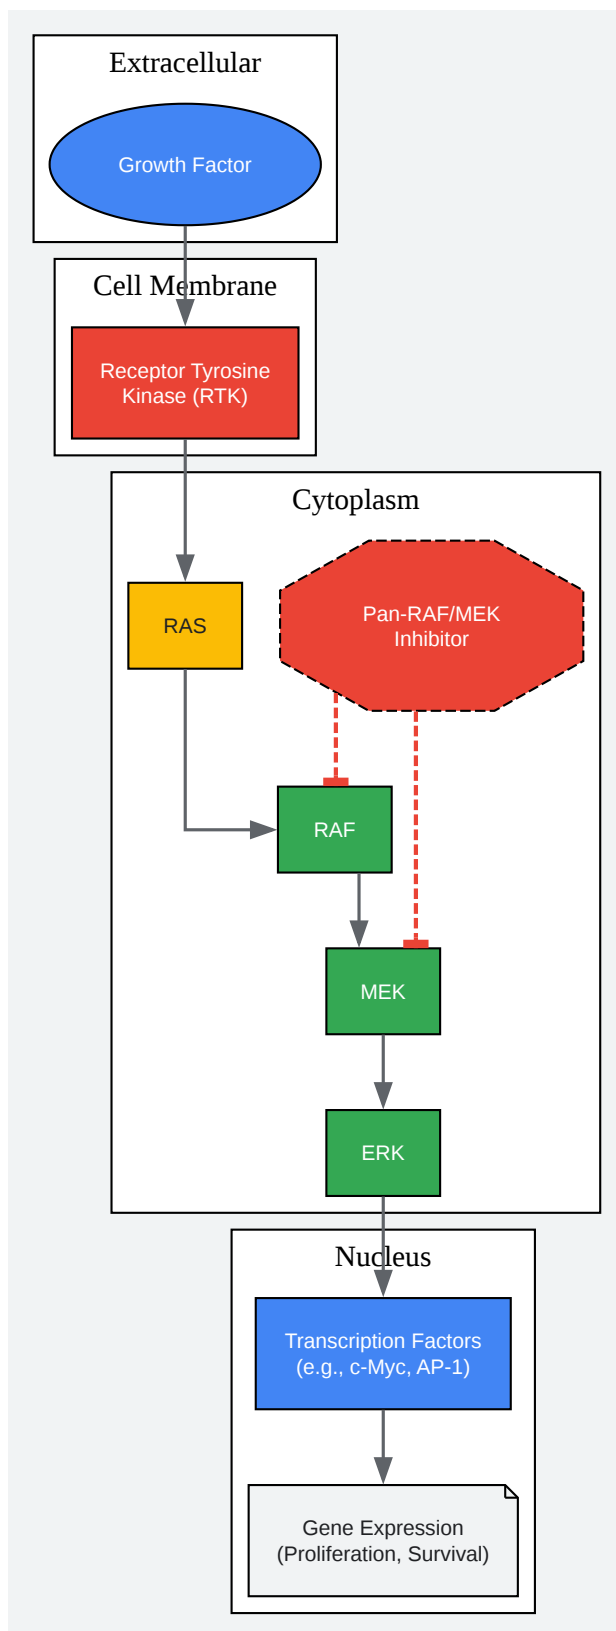 Extracellular
Growth Factor
Cell Membrane
Receptor Tyrosine
Kinase (RTK)
Cytoplasm
RAS
Pan-RAF/MEK
Inhibitor
RAF
MEK
ERK
Nucleus
Transcription Factors
(e.g., c-Myc, AP-1)
Gene Expression
(Proliferation, Survival)